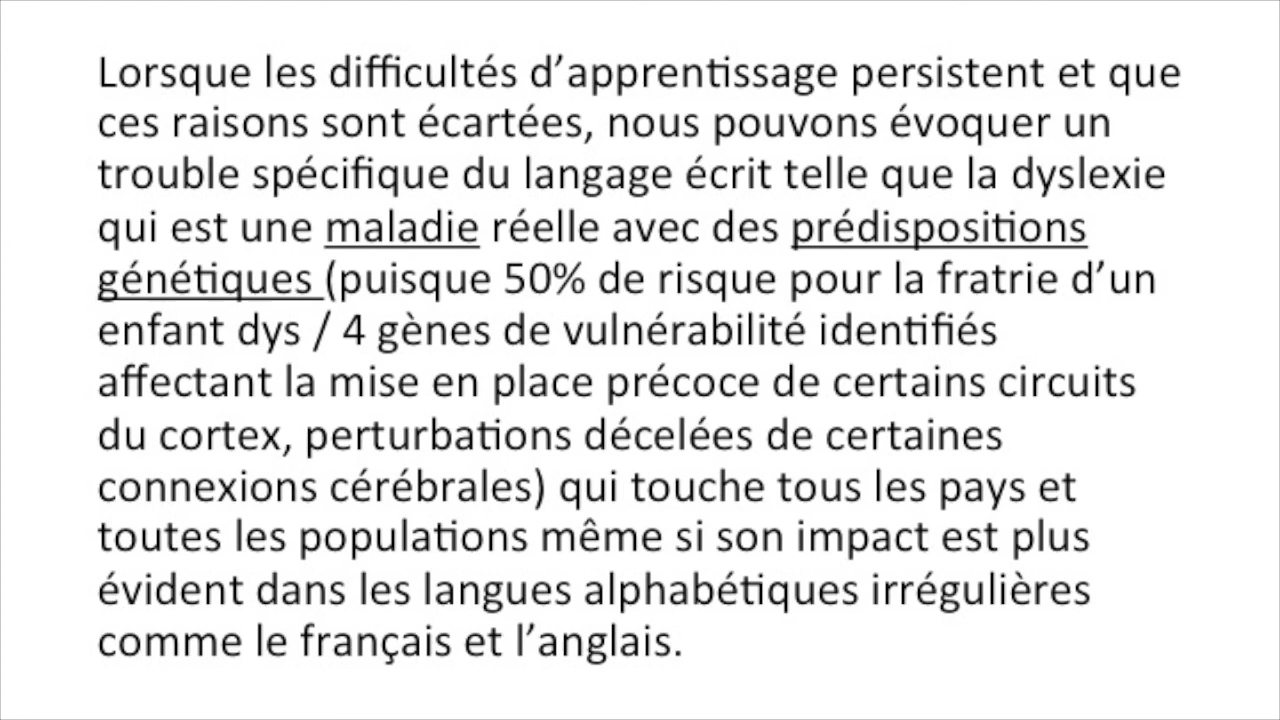 Lorsque les difficultés d’apprentissage persistent et que
ces raisons sont écartées, nous pouvons évoquer un
trouble spécifique du langage écrit telle que la dyslexie
qui est une maladie réelle avec des prédispositions
génétiques (puisque 50% de risque pour la fratrie d’un
enfant dys / 4 gènes de vulnérabilité identifiés
affectant la mise en place précoce de certains circuits
du cortex, perturbations décelées de certaines
connexions cérébrales) qui touche tous les pays et
toutes les populations même si son impact est plus
évident dans les langues alphabétiques irrégulières
comme le français et l’anglais.